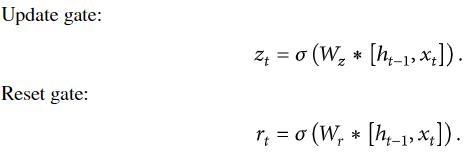 Update gate:
z_t = σ (W_z * [h_{t−1}, x_t]) .
Reset gate:
r_t = σ (W_r * [h_{t−1}, x_t]) .